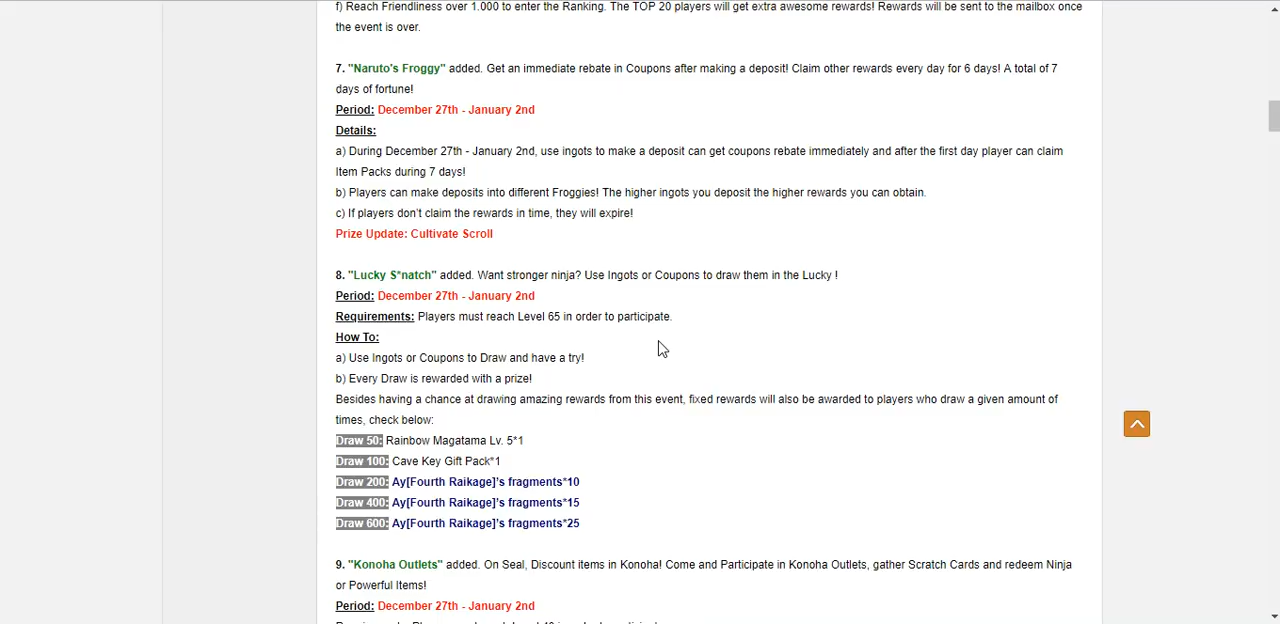 f) Reach Friendliness over 1.000 to enter the Ranking. The TOP 20 players will get extra awesome rewards! Rewards will be sent to the mailbox once
the event is over.
7. "Naruto's Froggy" added. Get an immediate rebate in Coupons after making a deposit! Claim other rewards every day for 6 days! A total of 7
days of fortune!
Period: December 27th - January 2nd
Details:
a) During December 27th - January 2nd, use ingots to make a deposit can get coupons rebate immediately and after the first day player can claim
Item Packs during 7 days!
b) Players can make deposits into different Froggies! The higher ingots you deposit the higher rewards you can obtain.
c) If players don't claim the rewards in time, they will expire!
Prize Update: Cultivate Scroll
8. "Lucky S*natch" added. Want stronger ninja? Use Ingots or Coupons to draw them in the Lucky !
Period: December 27th - January 2nd
Requirements: Players must reach Level 65 in order to participate.
How To:
a) Use Ingots or Coupons to Draw and have a try!
b) Every Draw is rewarded with a prize!
Besides having a chance at drawing amazing rewards from this event, fixed rewards will also be awarded to players who draw a given amount of
times, check below:
Draw 50: Rainbow Magatama Lv. 5*1
Draw 100: Cave Key Gift Pack*1
Draw 200: Ay[Fourth Raikage]'s fragments*10
Draw 400: Ay[Fourth Raikage]'s fragments*15
Draw 600: Ay[Fourth Raikage]'s fragments*25
9. "Konoha Outlets" added. On Seal, Discount items in Konoha! Come and Participate in Konoha Outlets, gather Scratch Cards and redeem Ninja
or Powerful Items!
Period: December 27th - January 2nd